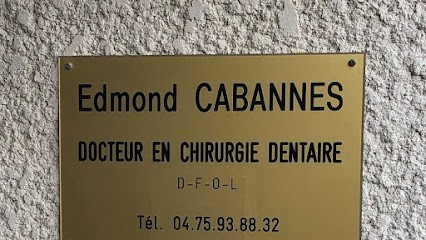 Edmond CABANNES
DOCTEUR EN CHIRURGIE DENTAIRE
D-F-O-L
Tél. 04.75.93.88.32